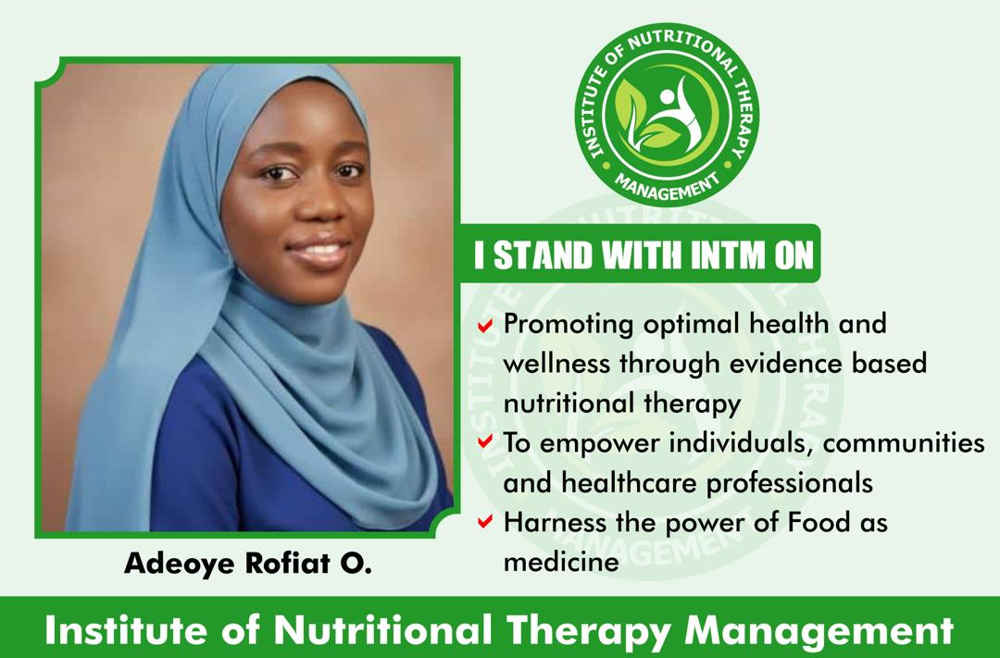 INSTITUTE OF NUTRITIONAL THERAPY
MANAGEMENT
I STAND WITH INTM ON
Promoting optimal health and
wellness through evidence based
nutritional therapy
To empower individuals, communities
and healthcare professionals
Harness the power of Food as
medicine
Adeoye Rofiat O.
Institute of Nutritional Therapy Management